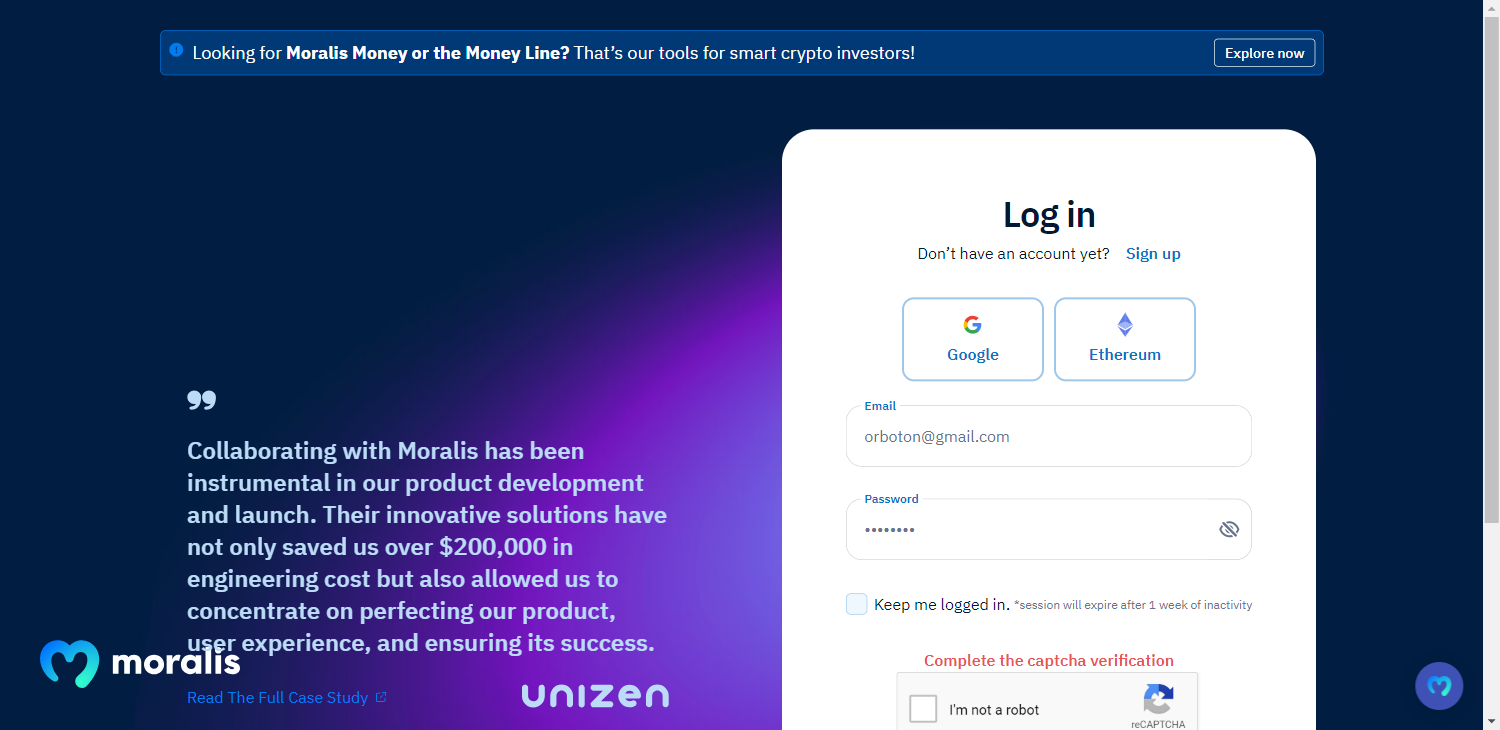 Looking for Moralis Money or the Money Line? That’s our tools for smart crypto investors!
Explore now
Log in
Don’t have an account yet? Sign up
Google
Ethereum
Email
orboton@gmail.com
Password
••••••••
Keep me logged in. *session will expire after 1 week of inactivity
Complete the captcha verification
I'm not a robot
reCAPTCHA
”
Collaborating with Moralis has been
instrumental in our product development
and launch. Their innovative solutions have
not only saved us over $200,000 in
engineering cost but also allowed us to
concentrate on perfecting our product,
user experience, and ensuring its success.
moralis
Read The Full Case Study
unizen